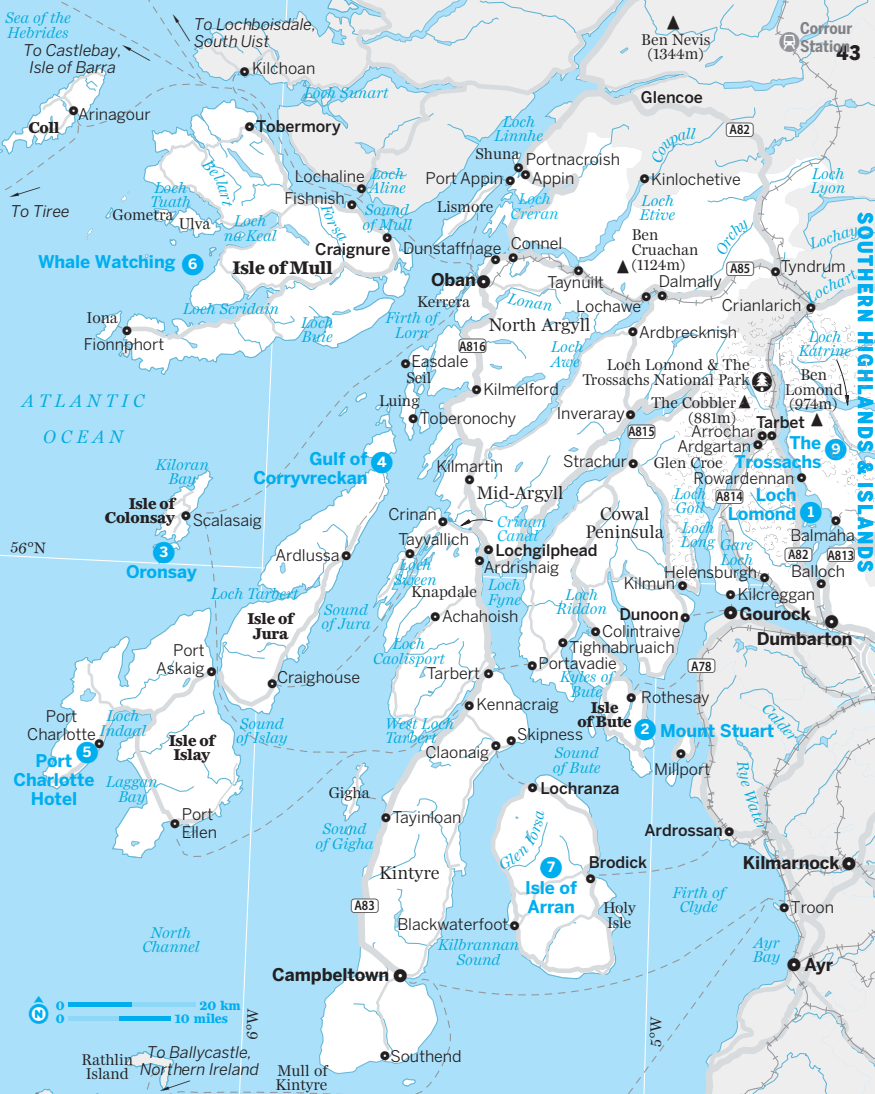 Sea of the
Hebrides
To Lochboisdale,
South Uist
To Castlebay,
Isle of Barra
Ben Nevis
(1344m)
Corrour
Station
43
Kilchoan
Loch Sunart
Glencoe
Arinagour
Coll
Tobermory
Loch
Linnhe
Coupall
A82
Shuna
Portnacroish
Lochaline
Loch
Aline
Port Appin
Appin
Kinlochetive
Loch
Lyon
Bellart
Loch
Tuath
Fishnish
Lismore
Loch
Creran
Loch
Etive
To Tiree
Gometra
Ulva
Loch
na Keal
Forsa
Sound
of Mull
Orchy
Lochay
Craignure
Dunstaffnage
Connel
Ben
Cruachan
(1124m)
Whale Watching
6
Isle of Mull
A85
Tyndrum
Oban
Taynuilt
Dalmally
Lochart
Kerrera
Lonan
Lochawe
Crianlarich
Loch Scridain
Iona
Fionnphort
Loch
Buie
Firth of
Lorn
North Argyll
Ardbrecknish
Loch
Katrine
A816
Loch
Awe
Easdale
Seil
Loch Lomond & The
Trossachs National Park
Ben
Lomond
(974m)
Kilmelford
Luing
The Cobbler
(881m)
ATLANTIC
OCEAN
Toberonochy
Inveraray
A815
Tarbet
Arrochar
Ardgartan
The
Trossachs
9
Gulf of
Corryvreckan
4
Kilmartin
Strachur
Glen Croe
Kiloran
Bay
Rowardennan
Mid-Argyll
Loch
Goil
A814
Loch
Lomond
1
Isle of
Colonsay
Scalasaig
Crinan
Crinan
Canal
Cowal
Peninsula
Loch
Long
Balmaha
Tayvallich
56°N
3
Oronsay
Ardlussa
Lochgilphead
Ardrishaig
Gare
Loch
A82
A813
Loch
Sween
Helensburgh
Balloch
Loch Tarbert
Knapdale
Loch
Fyne
Loch
Riddon
Kilmun
Kilcreggan
Isle of
Jura
Sound
of Jura
Achahoish
Dunoon
Gourock
Colintraive
Dumbarton
Tighnabruaich
Loch
Caolisport
Port
Askaig
Portavadie
A78
Craighouse
Tarbert
Kyles of
Bute
Rothesay
Kennacraig
Isle
of Bute
Port
Charlotte
Loch
Indaal
Sound
of Islay
West Loch
Tarbert
Skipness
2
Mount Stuart
Calder
5
Port
Charlotte
Hotel
Isle of
Islay
Claonaig
Sound
of Bute
Millport
Laggan
Bay
Rye Water
Gigha
Lochranza
Port
Ellen
Tayinloan
Sound
of Gigha
Glen Iorsa
Ardrossan
Kintyre
7
Isle of
Arran
Brodick
Kilmarnock
A83
Holy
Isle
Firth of
Clyde
Troon
Blackwaterfoot
North
Channel
Kilbrannan
Sound
Ayr
Bay
Ayr
Campbeltown
N
0 20 km
0 10 miles
6°W
5°W
Rathlin
Island
To Ballycastle,
Northern Ireland
Southend
Mull of
Kintyre
SOUTHERN HIGHLANDS & ISLANDS